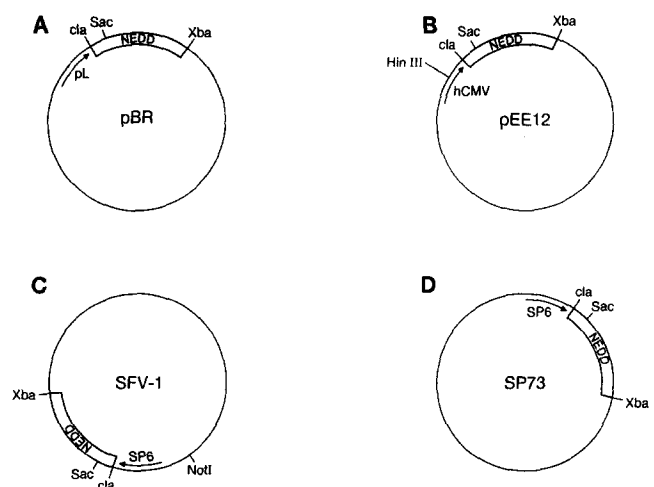 A
cla
Sac
NEDD
Xba
pL
pBR
B
Hin III
cla
Sac
NEDD
Xba
hCMV
pEE12
C
SFV-1
Xba
NEDD
Sac
cla
SP6
NotI
D
SP6
cla
Sac
NEDD
SP73
Xba